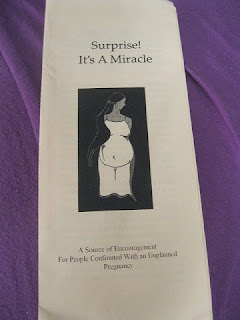 Surprise!
It's A Miracle
A Source of Encouragement
For People Confronted With an Unplanned
Pregnancy